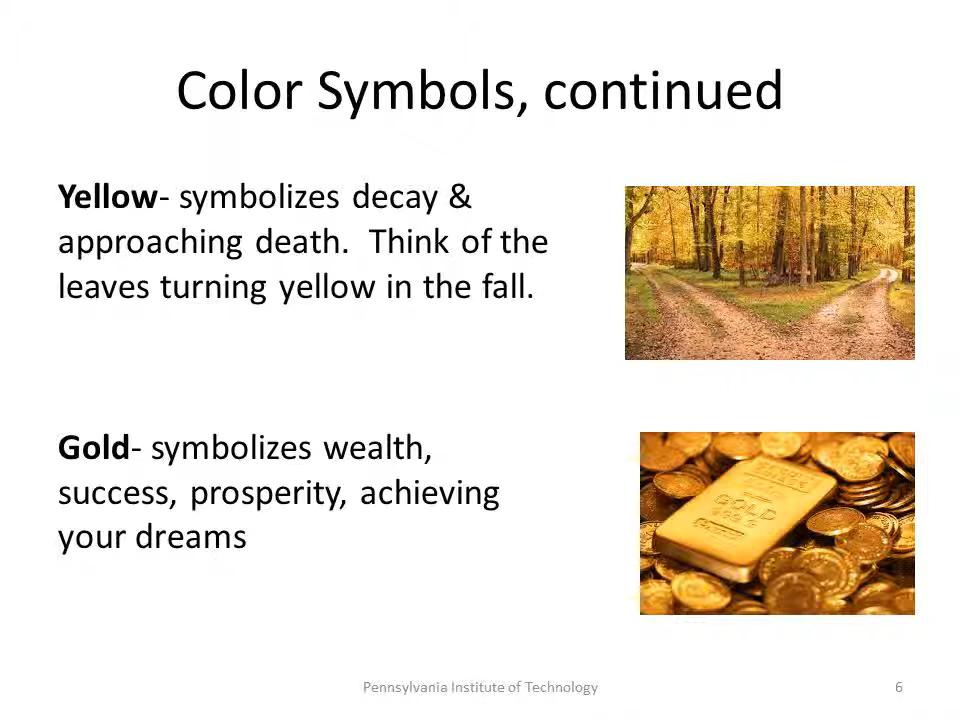 Color Symbols, continued
Yellow- symbolizes decay &
approaching death.  Think of the
leaves turning yellow in the fall.
Gold- symbolizes wealth,
success, prosperity, achieving
your dreams
GOLD
Pennsylvania Institute of Technology
6